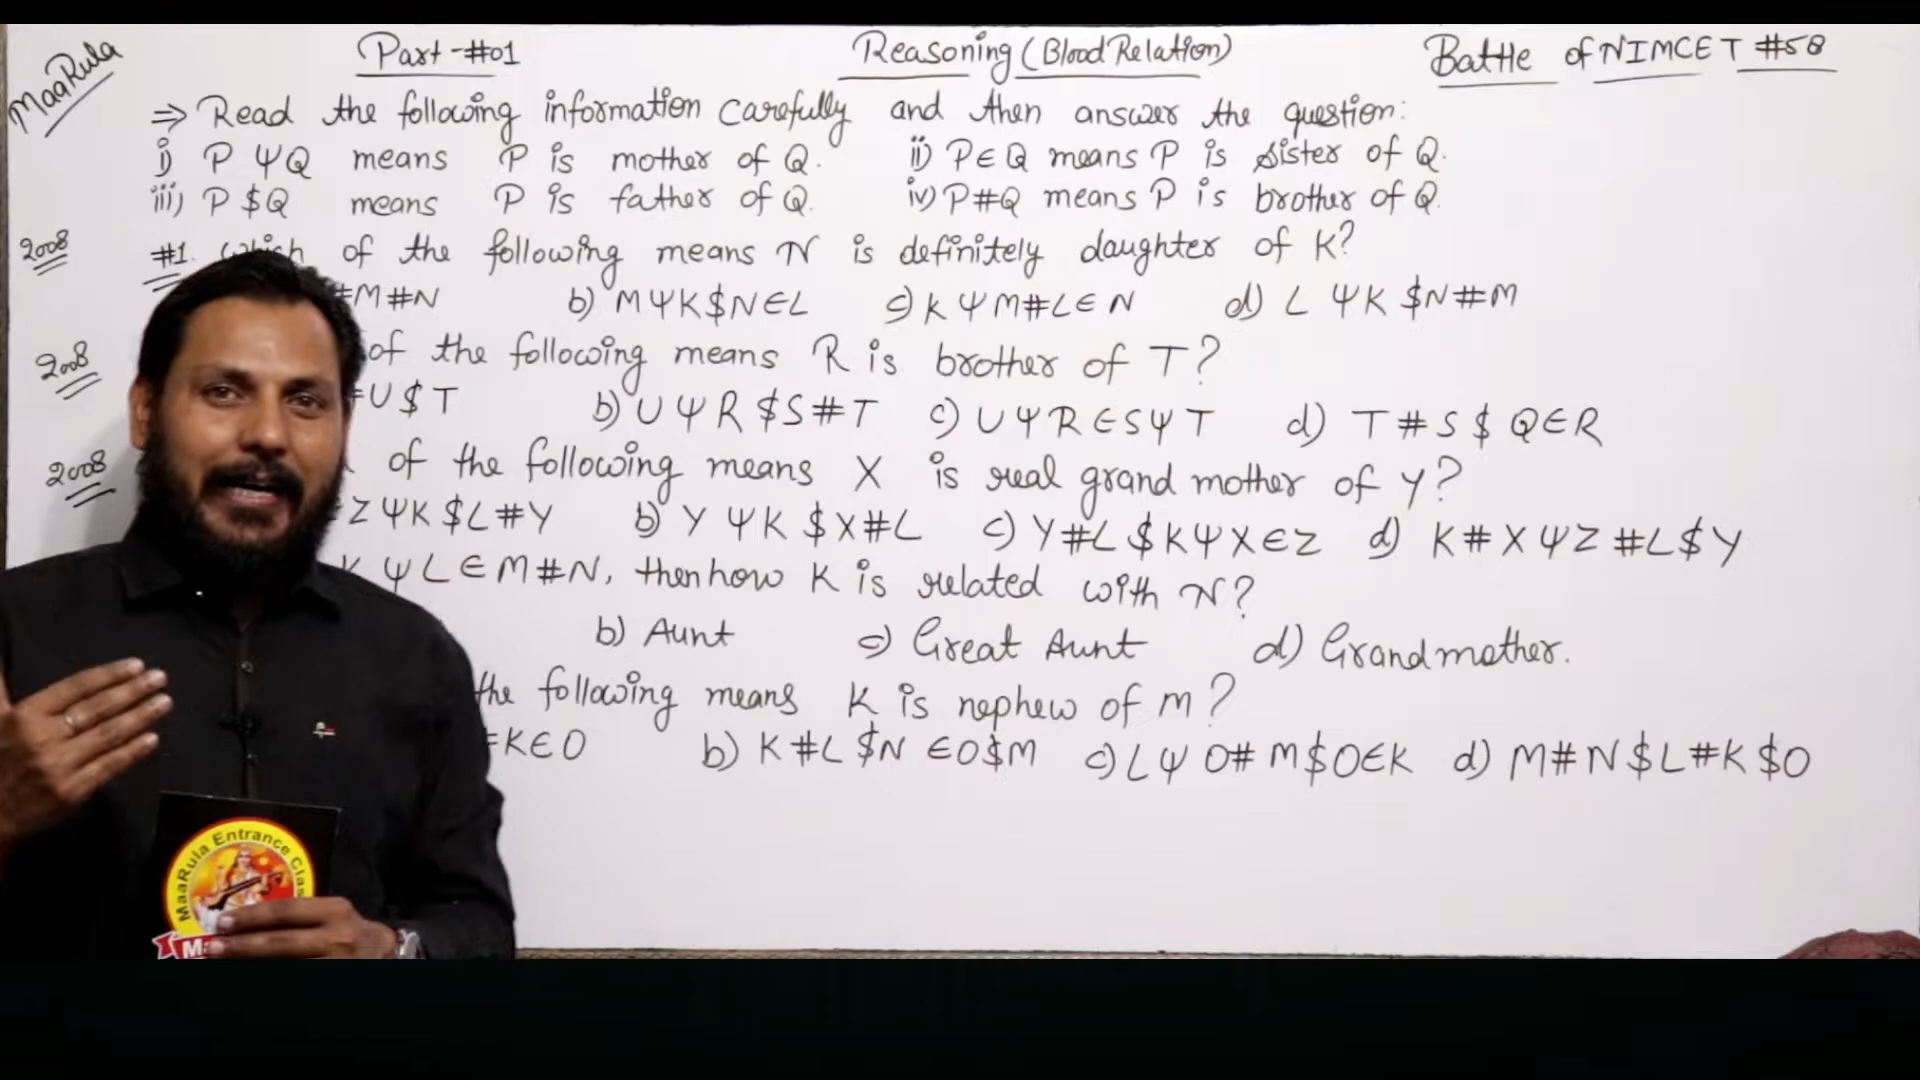 MaaRula
Part-#01 Reasoning (Blood Relation) Battle of NIMCET #58
⇒ Read the following information carefully and then answer the question:
i) P Ψ Q means P is mother of Q. ii) P ∈ Q means P is sister of Q.
iii) P $ Q means P is father of Q. iv) P # Q means P is brother of Q.
2008 #1. Which of the following means N is definitely daughter of K?
#M#N b) MΨK$N∈L c) KΨM#L∈N d) LΨK$N#M
2008 of the following means R is brother of T?
#U$T b) UΨR$S#T c) UΨR∈SΨT d) T#S$Q∈R
2008 of the following means X is real grand mother of Y?
ZΨK$L#Y b) YΨK$X#L c) Y#L$KΨX∈Z d) K#XΨZ#L$Y
KΨL∈M#N, then how K is related with N?
b) Aunt c) Great Aunt d) Grandmother.
the following means K is nephew of M?
#K∈O b) K#L$N∈O$M c) LΨO#M$O∈K d) M#N$L#K$O
MaaRula Entrance Clas
Ma